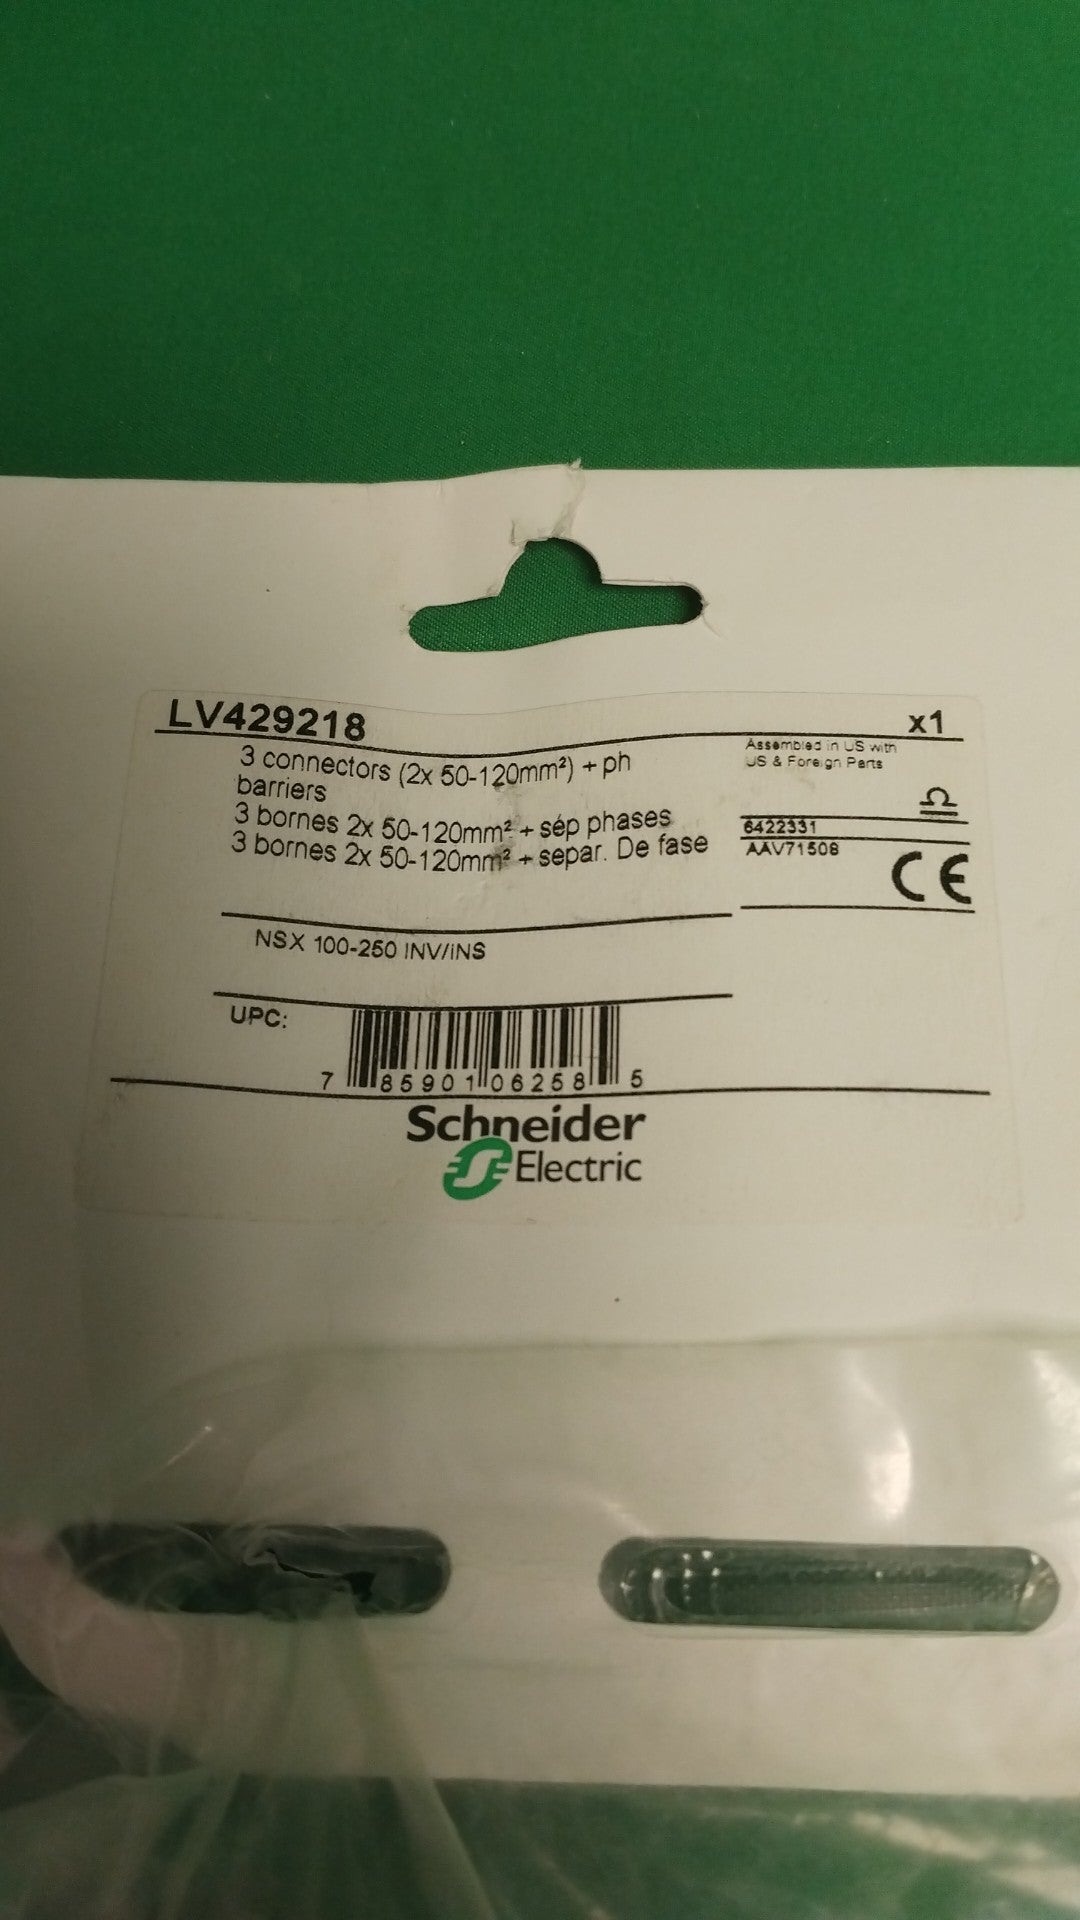 LV429218
x1
3 connectors (2x 50-120mm²) + ph
barriers
3 bornes 2x 50-120mm² + sép phases
3 bornes 2x 50-120mm² + separ. De fase
Assembled in US with
US & Foreign Parts
6422331
AAV71508
CE
NSX 100-250 INV/INS
UPC:
7 85901 06258 5
Schneider
Electric